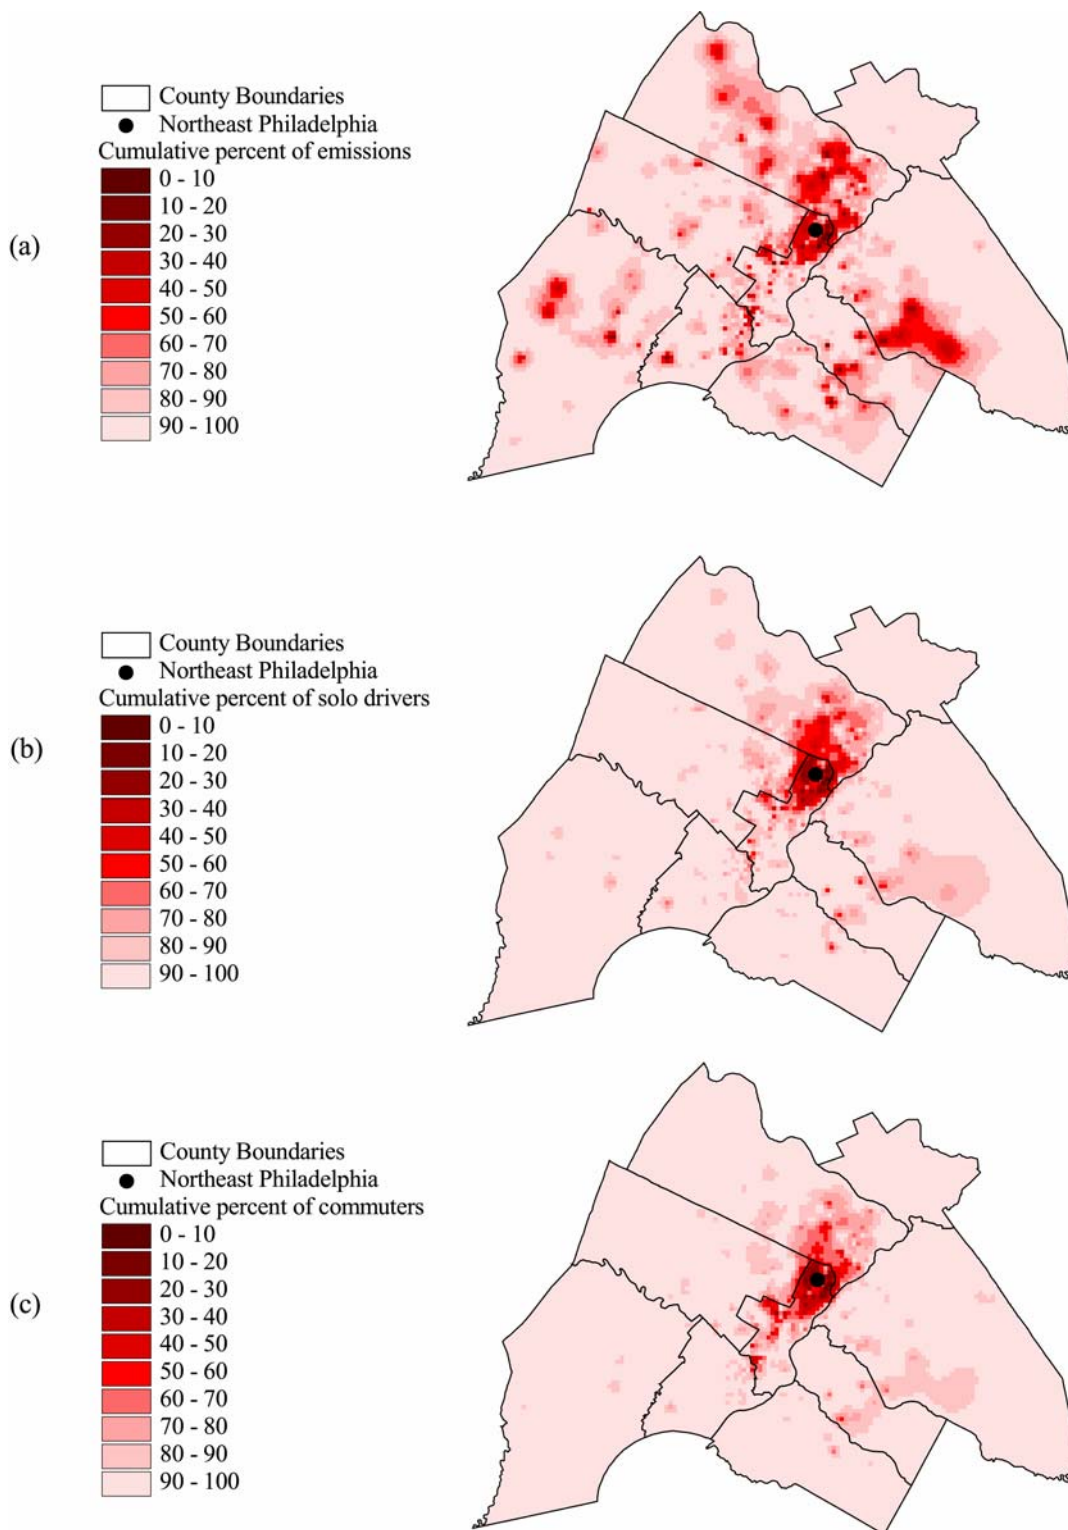 (a)
County Boundaries
Northeast Philadelphia
Cumulative percent of emissions
0 - 10
10 - 20
20 - 30
30 - 40
40 - 50
50 - 60
60 - 70
70 - 80
80 - 90
90 - 100
(b)
County Boundaries
Northeast Philadelphia
Cumulative percent of solo drivers
0 - 10
10 - 20
20 - 30
30 - 40
40 - 50
50 - 60
60 - 70
70 - 80
80 - 90
90 - 100
(c)
County Boundaries
Northeast Philadelphia
Cumulative percent of commuters
0 - 10
10 - 20
20 - 30
30 - 40
40 - 50
50 - 60
60 - 70
70 - 80
80 - 90
90 - 100